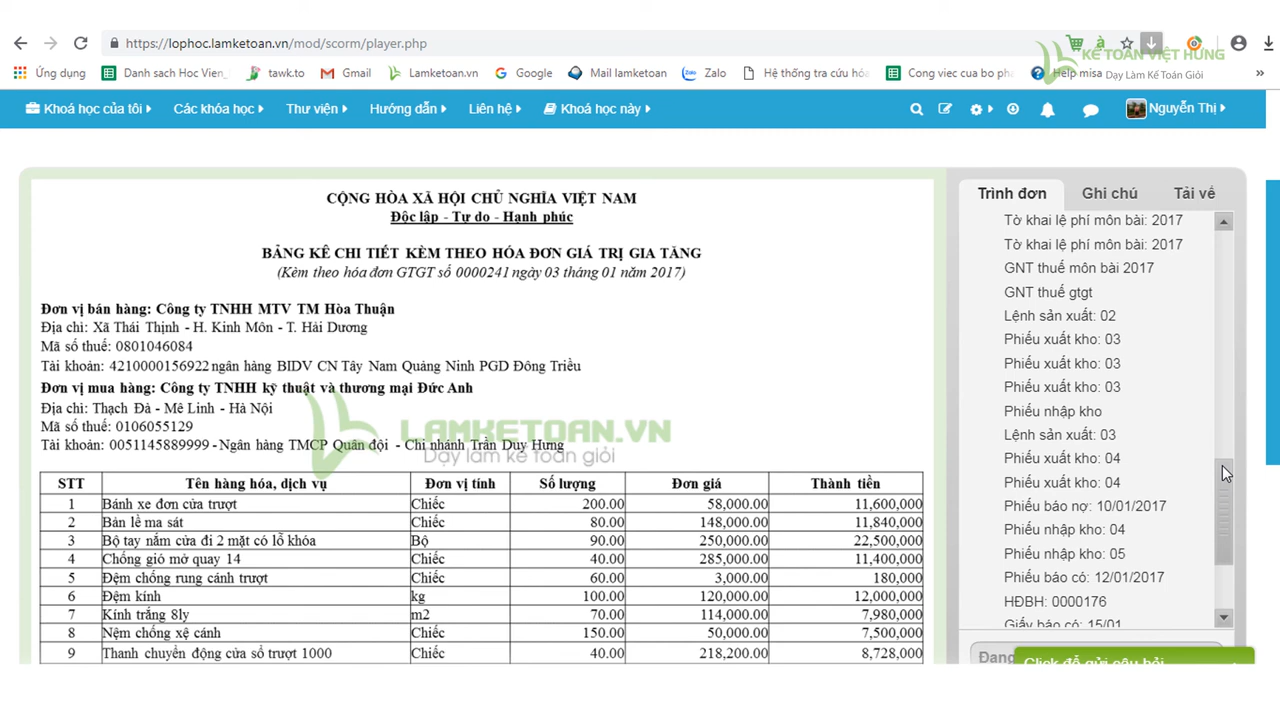 https://lophoc.lamketoan.vn/mod/scorm/player.php
KẾ TOÁN VIỆT HƯNG
Dạy Làm Kế Toán Giỏi
Ứng dụng
Danh sach Hoc Vien_
tawk.to
Gmail
Lamketoan.vn
Google
Mail lamketoan
Zalo
Hệ thống tra cứu hóa
Cong viec cua bo pha
Help misa
»
Khoá học của tôi
Các khóa học
Thư viện
Hướng dẫn
Liên hệ
Khoá học này
Nguyễn Thị
CỘNG HÒA XÃ HỘI CHỦ NGHĨA VIỆT NAM
Độc lập - Tự do - Hạnh phúc
BẢNG KÊ CHI TIẾT KÈM THEO HÓA ĐƠN GIÁ TRỊ GIA TĂNG
(Kèm theo hóa đơn GTGT số 0000241 ngày 03 tháng 01 năm 2017)
Đơn vị bán hàng: Công ty TNHH MTV TM Hòa Thuận
Địa chỉ: Xã Thái Thịnh - H. Kinh Môn - T. Hải Dương
Mã số thuế: 0801046084
Tài khoản: 4210000156922 ngân hàng BIDV CN Tây Nam Quảng Ninh PGD Đông Triều
Đơn vị mua hàng: Công ty TNHH kỹ thuật và thương mại Đức Anh
Địa chỉ: Thạch Đà - Mê Linh - Hà Nội
Mã số thuế: 0106055129
Tài khoản: 0051145889999 - Ngân hàng TMCP Quân đội - Chi nhánh Trần Duy Hưng
LAMKETOAN.VN
Dạy làm kế toán giỏi
STT Tên hàng hóa, dịch vụ Đơn vị tính Số lượng Đơn giá Thành tiền
1 Bánh xe đơn cửa trượt Chiếc 200.00 58,000.00 11,600,000
2 Bản lề ma sát Chiếc 80.00 148,000.00 11,840,000
3 Bộ tay nắm cửa đi 2 mặt có lỗ khóa Bộ 90.00 250,000.00 22,500,000
4 Chống gió mở quay 14 Chiếc 40.00 285,000.00 11,400,000
5 Đệm chống rung cánh trượt Chiếc 60.00 3,000.00 180,000
6 Đệm kính kg 100.00 120,000.00 12,000,000
7 Kính trắng 8ly m2 70.00 114,000.00 7,980,000
8 Nệm chống xệ cánh Chiếc 150.00 50,000.00 7,500,000
9 Thanh chuyển động cửa sổ trượt 1000 Chiếc 40.00 218,200.00 8,728,000
Trình đơn
Ghi chú
Tải về
Tờ khai lệ phí môn bài: 2017
Tờ khai lệ phí môn bài: 2017
GNT thuế môn bài 2017
GNT thuế gtgt
Lệnh sản xuất: 02
Phiếu xuất kho: 03
Phiếu xuất kho: 03
Phiếu xuất kho: 03
Phiếu nhập kho
Lệnh sản xuất: 03
Phiếu xuất kho: 04
Phiếu xuất kho: 04
Phiếu báo nợ: 10/01/2017
Phiếu nhập kho: 04
Phiếu nhập kho: 05
Phiếu báo có: 12/01/2017
HĐBH: 0000176
Giấy báo có: 15/01
Đang
Click để gửi câu hỏi